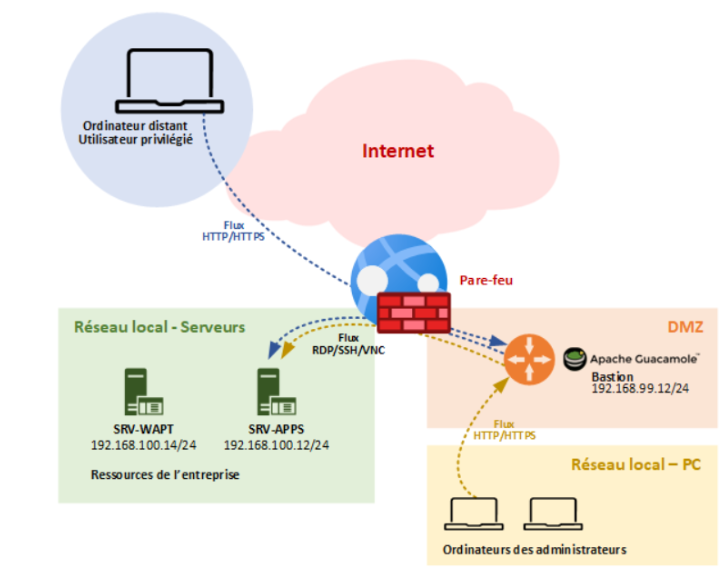 Ordinateur distant
Utilisateur privilégié
Internet
Flux
HTTP/HTTPS
Pare-feu
Réseau local - Serveurs
Flux
RDP/SSH/VNC
DMZ
Apache Guacamole™
Bastion
192.168.99.12/24
SRV-WAPT
192.168.100.14/24
SRV-APPS
192.168.100.12/24
Ressources de l'entreprise
Flux
HTTP/HTTPS
Réseau local – PC
Ordinateurs des administrateurs